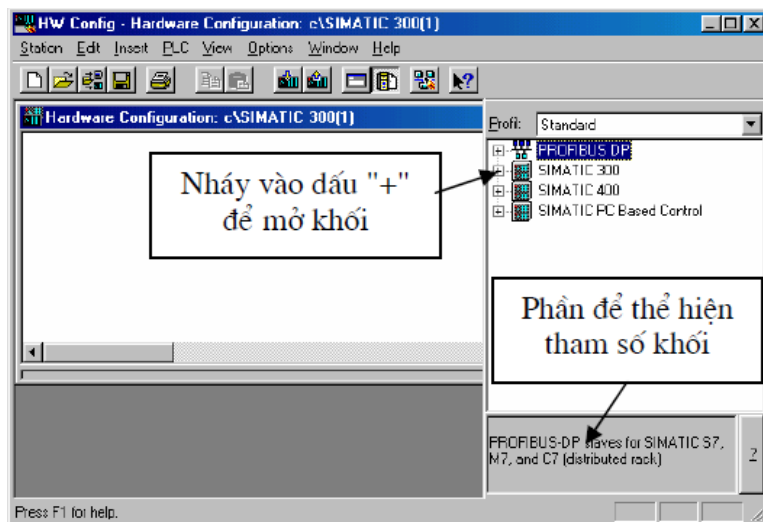 HW Config - Hardware Configuration: c\SIMATIC 300(1)
Station Edit Insert PLC View Options Window Help
Hardware Configuration: c\SIMATIC 300(1)
Profil: Standard
PROFIBUS DP
SIMATIC 300
SIMATIC 400
SIMATIC PC Based Control
Nháy vào dấu "+"
để mở khối
Phần để thể hiện
tham số khối
PROFIBUS-DP slaves for SIMATIC S7,
M7, and C7 (distributed rack)
?
Press F1 for help.